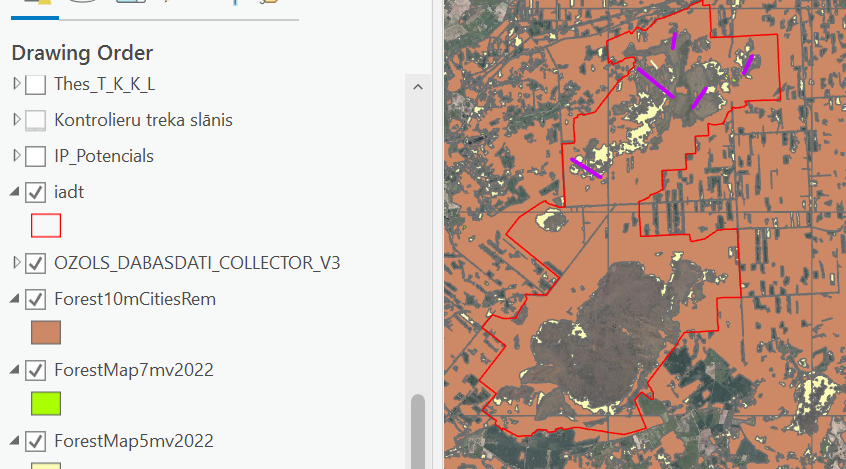 Drawing Order
Thes_T_K_K_L
Kontrolieru treka slānis
IP_Potencials
iadt
OZOLS_DABASDATI_COLLECTOR_V3
Forest10mCitiesRem
ForestMap7mv2022
ForestMap5mv2022